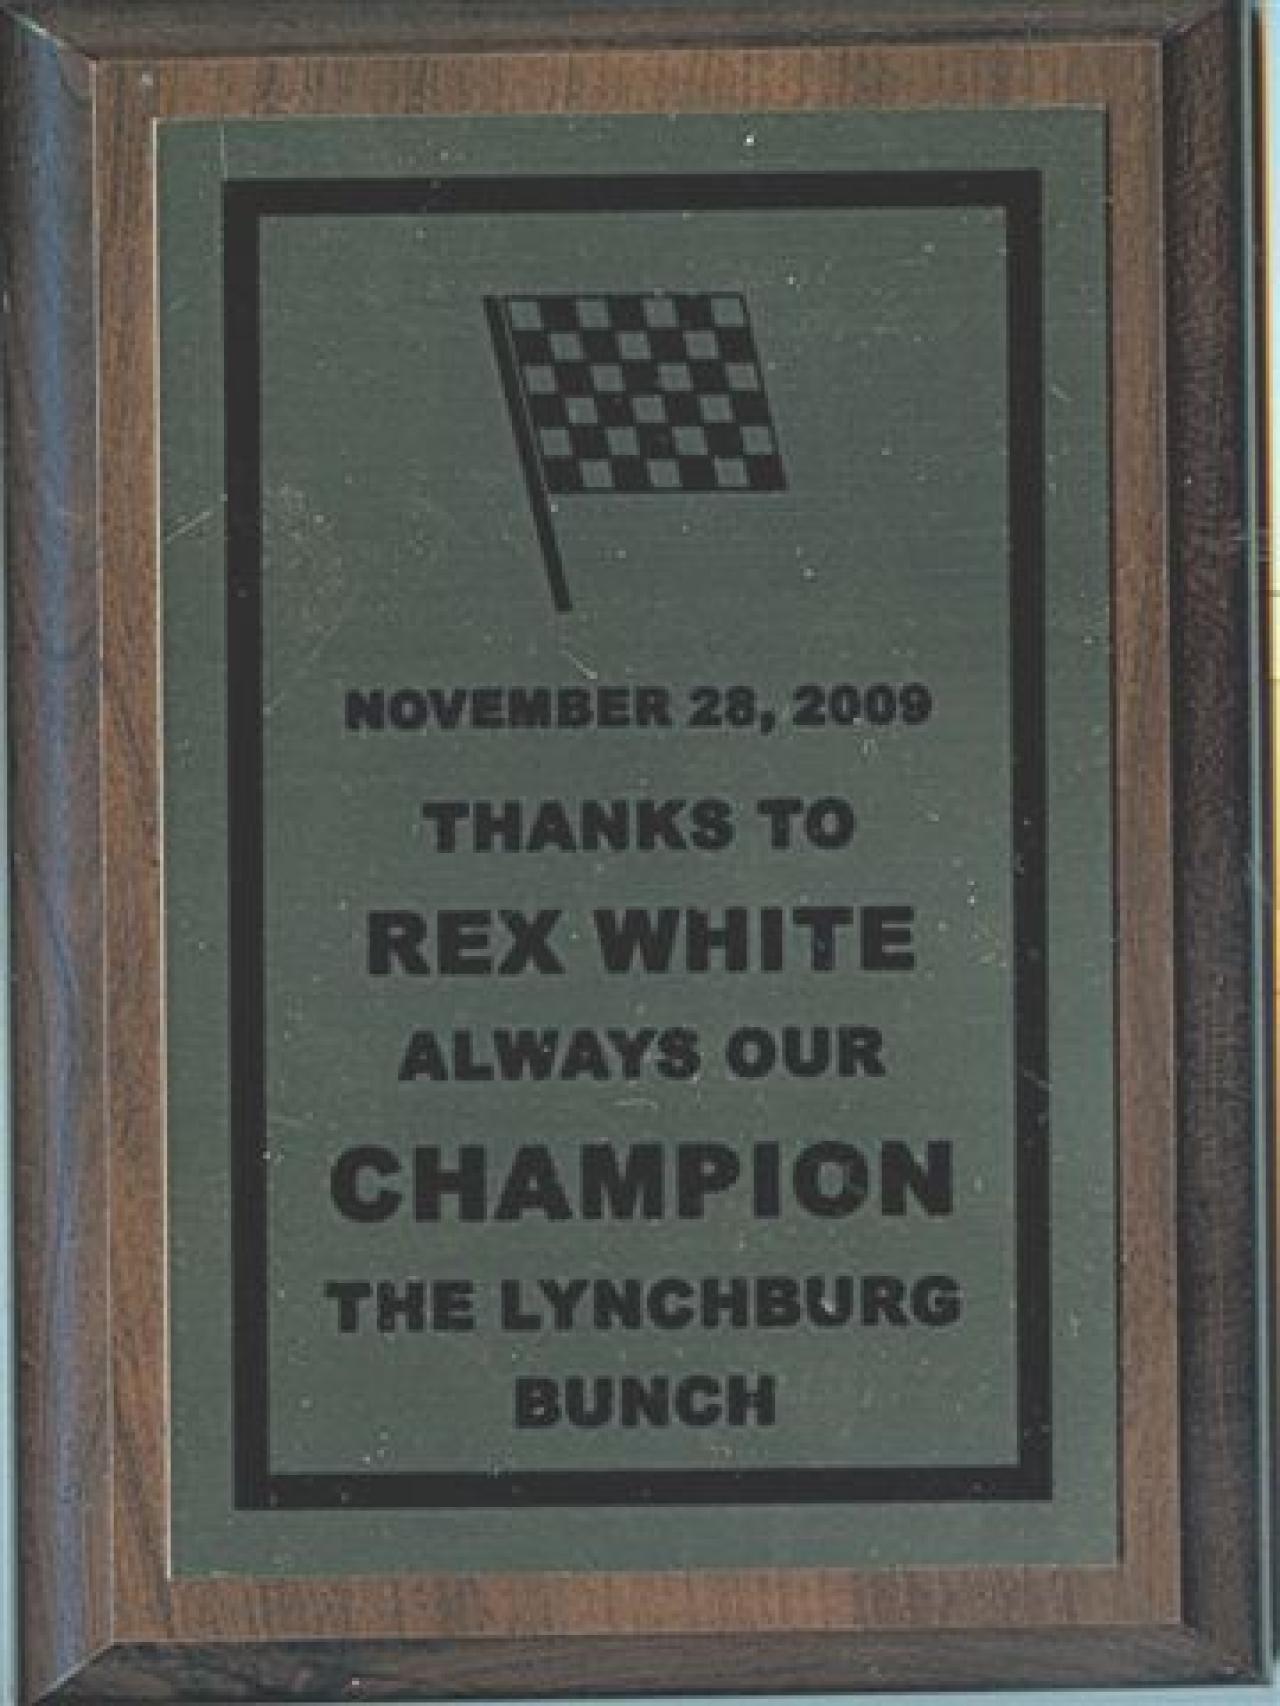 NOVEMBER 28, 2009
THANKS TO
REX WHITE
ALWAYS OUR
CHAMPION
THE LYNCHBURG
BUNCH